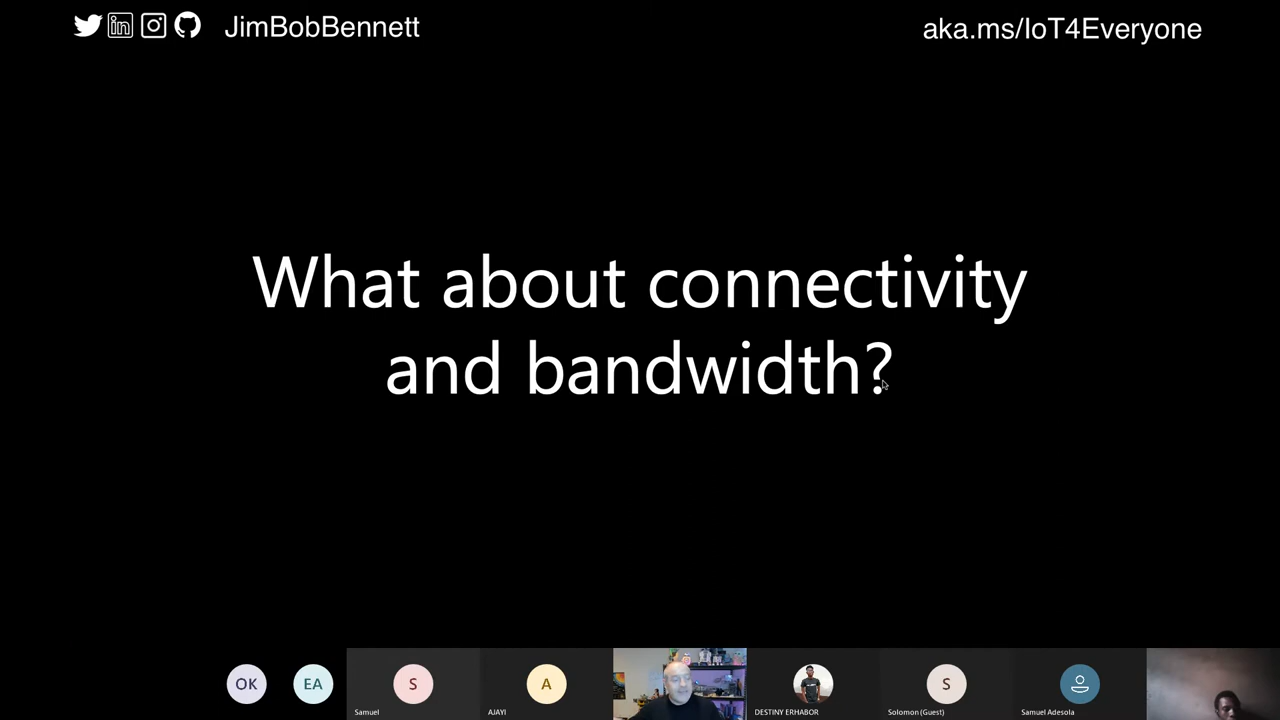 JimBobBennett
aka.ms/IoT4Everyone
What about connectivity
and bandwidth?
OK
EA
S
A
S
Samuel
AJAYI
DESTINY ERHABOR
Solomon (Guest)
Samuel Adesola